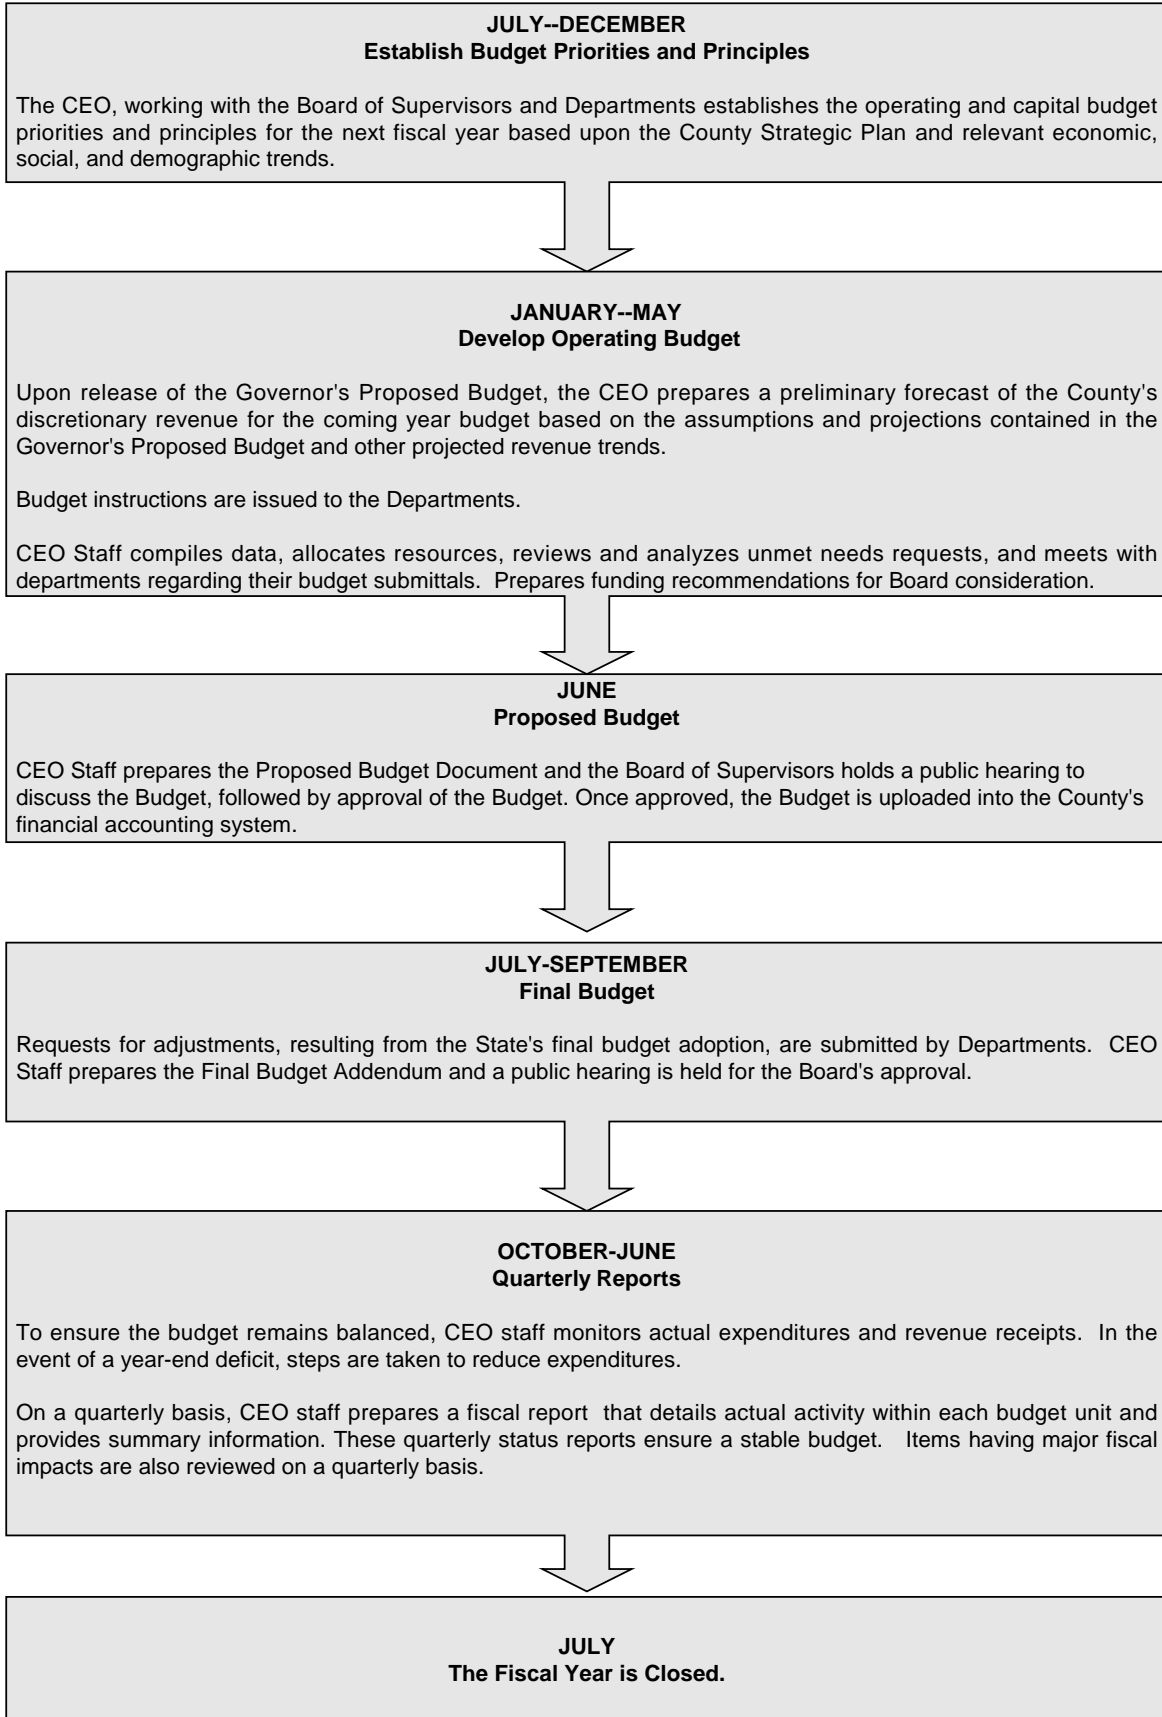 JULY--DECEMBER
Establish Budget Priorities and Principles
The CEO, working with the Board of Supervisors and Departments establishes the operating and capital budget
priorities and principles for the next fiscal year based upon the County Strategic Plan and relevant economic,
social, and demographic trends.
JANUARY--MAY
Develop Operating Budget
Upon release of the Governor's Proposed Budget, the CEO prepares a preliminary forecast of the County's
discretionary revenue for the coming year budget based on the assumptions and projections contained in the
Governor's Proposed Budget and other projected revenue trends.
Budget instructions are issued to the Departments.
CEO Staff compiles data, allocates resources, reviews and analyzes unmet needs requests, and meets with
departments regarding their budget submittals.  Prepares funding recommendations for Board consideration.
JUNE
Proposed Budget
CEO Staff prepares the Proposed Budget Document and the Board of Supervisors holds a public hearing to
discuss the Budget, followed by approval of the Budget. Once approved, the Budget is uploaded into the County's
financial accounting system.
JULY-SEPTEMBER
Final Budget
Requests for adjustments, resulting from the State's final budget adoption, are submitted by Departments.  CEO
Staff prepares the Final Budget Addendum and a public hearing is held for the Board's approval.
OCTOBER-JUNE
Quarterly Reports
To ensure the budget remains balanced, CEO staff monitors actual expenditures and revenue receipts.  In the
event of a year-end deficit, steps are taken to reduce expenditures.
On a quarterly basis, CEO staff prepares a fiscal report  that details actual activity within each budget unit and
provides summary information. These quarterly status reports ensure a stable budget.   Items having major fiscal
impacts are also reviewed on a quarterly basis.
JULY
The Fiscal Year is Closed.